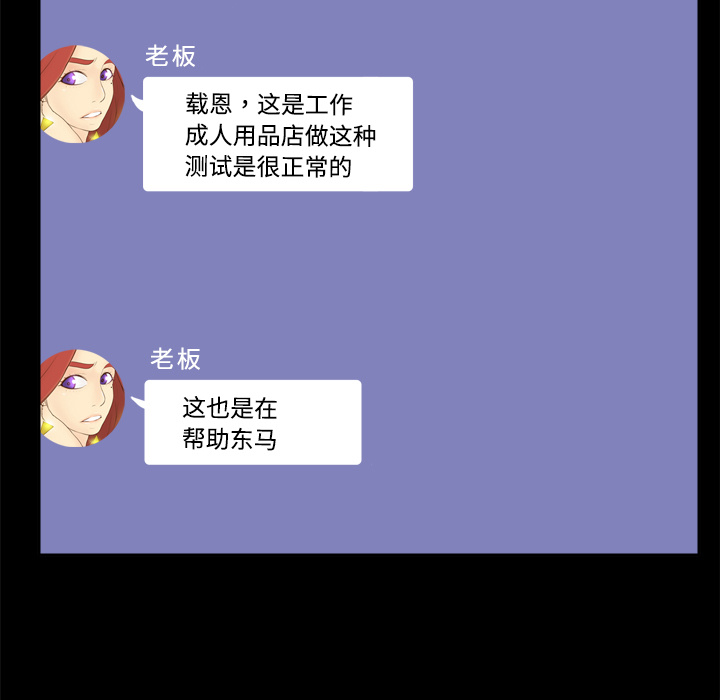 老板
载恩，这是工作
成人用品店做这种
测试是很正常的
老板
这也是在
帮助东马